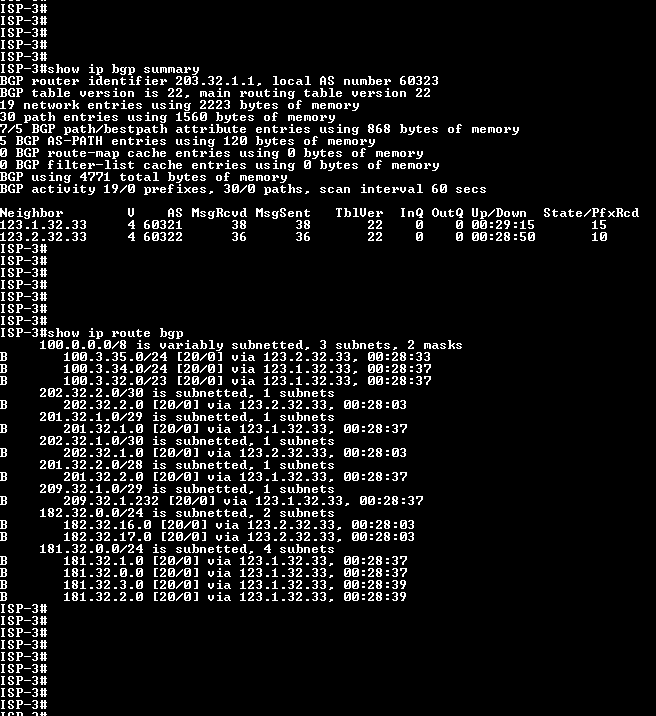 ISP-3#
ISP-3#
ISP-3#
ISP-3#
ISP-3#
ISP-3#show ip bgp summary
BGP router identifier 203.32.1.1, local AS number 60323
BGP table version is 22, main routing table version 22
19 network entries using 2223 bytes of memory
30 path entries using 1560 bytes of memory
7/5 BGP path/bestpath attribute entries using 868 bytes of memory
5 BGP AS-PATH entries using 120 bytes of memory
0 BGP route-map cache entries using 0 bytes of memory
0 BGP filter-list cache entries using 0 bytes of memory
BGP using 4771 total bytes of memory
BGP activity 19/0 prefixes, 30/0 paths, scan interval 60 secs
Neighbor V AS MsgRcvd MsgSent TblVer InQ OutQ Up/Down State/PfxRcd
123.1.32.33 4 60321 38 38 22 0 0 00:29:15 15
123.2.32.33 4 60322 36 36 22 0 0 00:28:50 10
ISP-3#
ISP-3#
ISP-3#
ISP-3#
ISP-3#
ISP-3#
ISP-3#
ISP-3#show ip route bgp
100.0.0.0/8 is variably subnetted, 3 subnets, 2 masks
B 100.3.35.0/24 [20/0] via 123.2.32.33, 00:28:33
B 100.3.34.0/24 [20/0] via 123.1.32.33, 00:28:37
B 100.3.32.0/23 [20/0] via 123.1.32.33, 00:28:37
202.32.2.0/30 is subnetted, 1 subnets
B 202.32.2.0 [20/0] via 123.2.32.33, 00:28:03
201.32.1.0/29 is subnetted, 1 subnets
B 201.32.1.0 [20/0] via 123.1.32.33, 00:28:37
202.32.1.0/30 is subnetted, 1 subnets
B 202.32.1.0 [20/0] via 123.2.32.33, 00:28:03
201.32.2.0/28 is subnetted, 1 subnets
B 201.32.2.0 [20/0] via 123.1.32.33, 00:28:37
209.32.1.0/29 is subnetted, 1 subnets
B 209.32.1.232 [20/0] via 123.1.32.33, 00:28:37
182.32.0.0/24 is subnetted, 2 subnets
B 182.32.16.0 [20/0] via 123.2.32.33, 00:28:03
B 182.32.17.0 [20/0] via 123.2.32.33, 00:28:03
181.32.0.0/24 is subnetted, 4 subnets
B 181.32.1.0 [20/0] via 123.1.32.33, 00:28:37
B 181.32.0.0 [20/0] via 123.1.32.33, 00:28:37
B 181.32.3.0 [20/0] via 123.1.32.33, 00:28:39
B 181.32.2.0 [20/0] via 123.1.32.33, 00:28:39
ISP-3#
ISP-3#
ISP-3#
ISP-3#
ISP-3#
ISP-3#
ISP-3#
ISP-3#
ISP-3#
ISP-3#